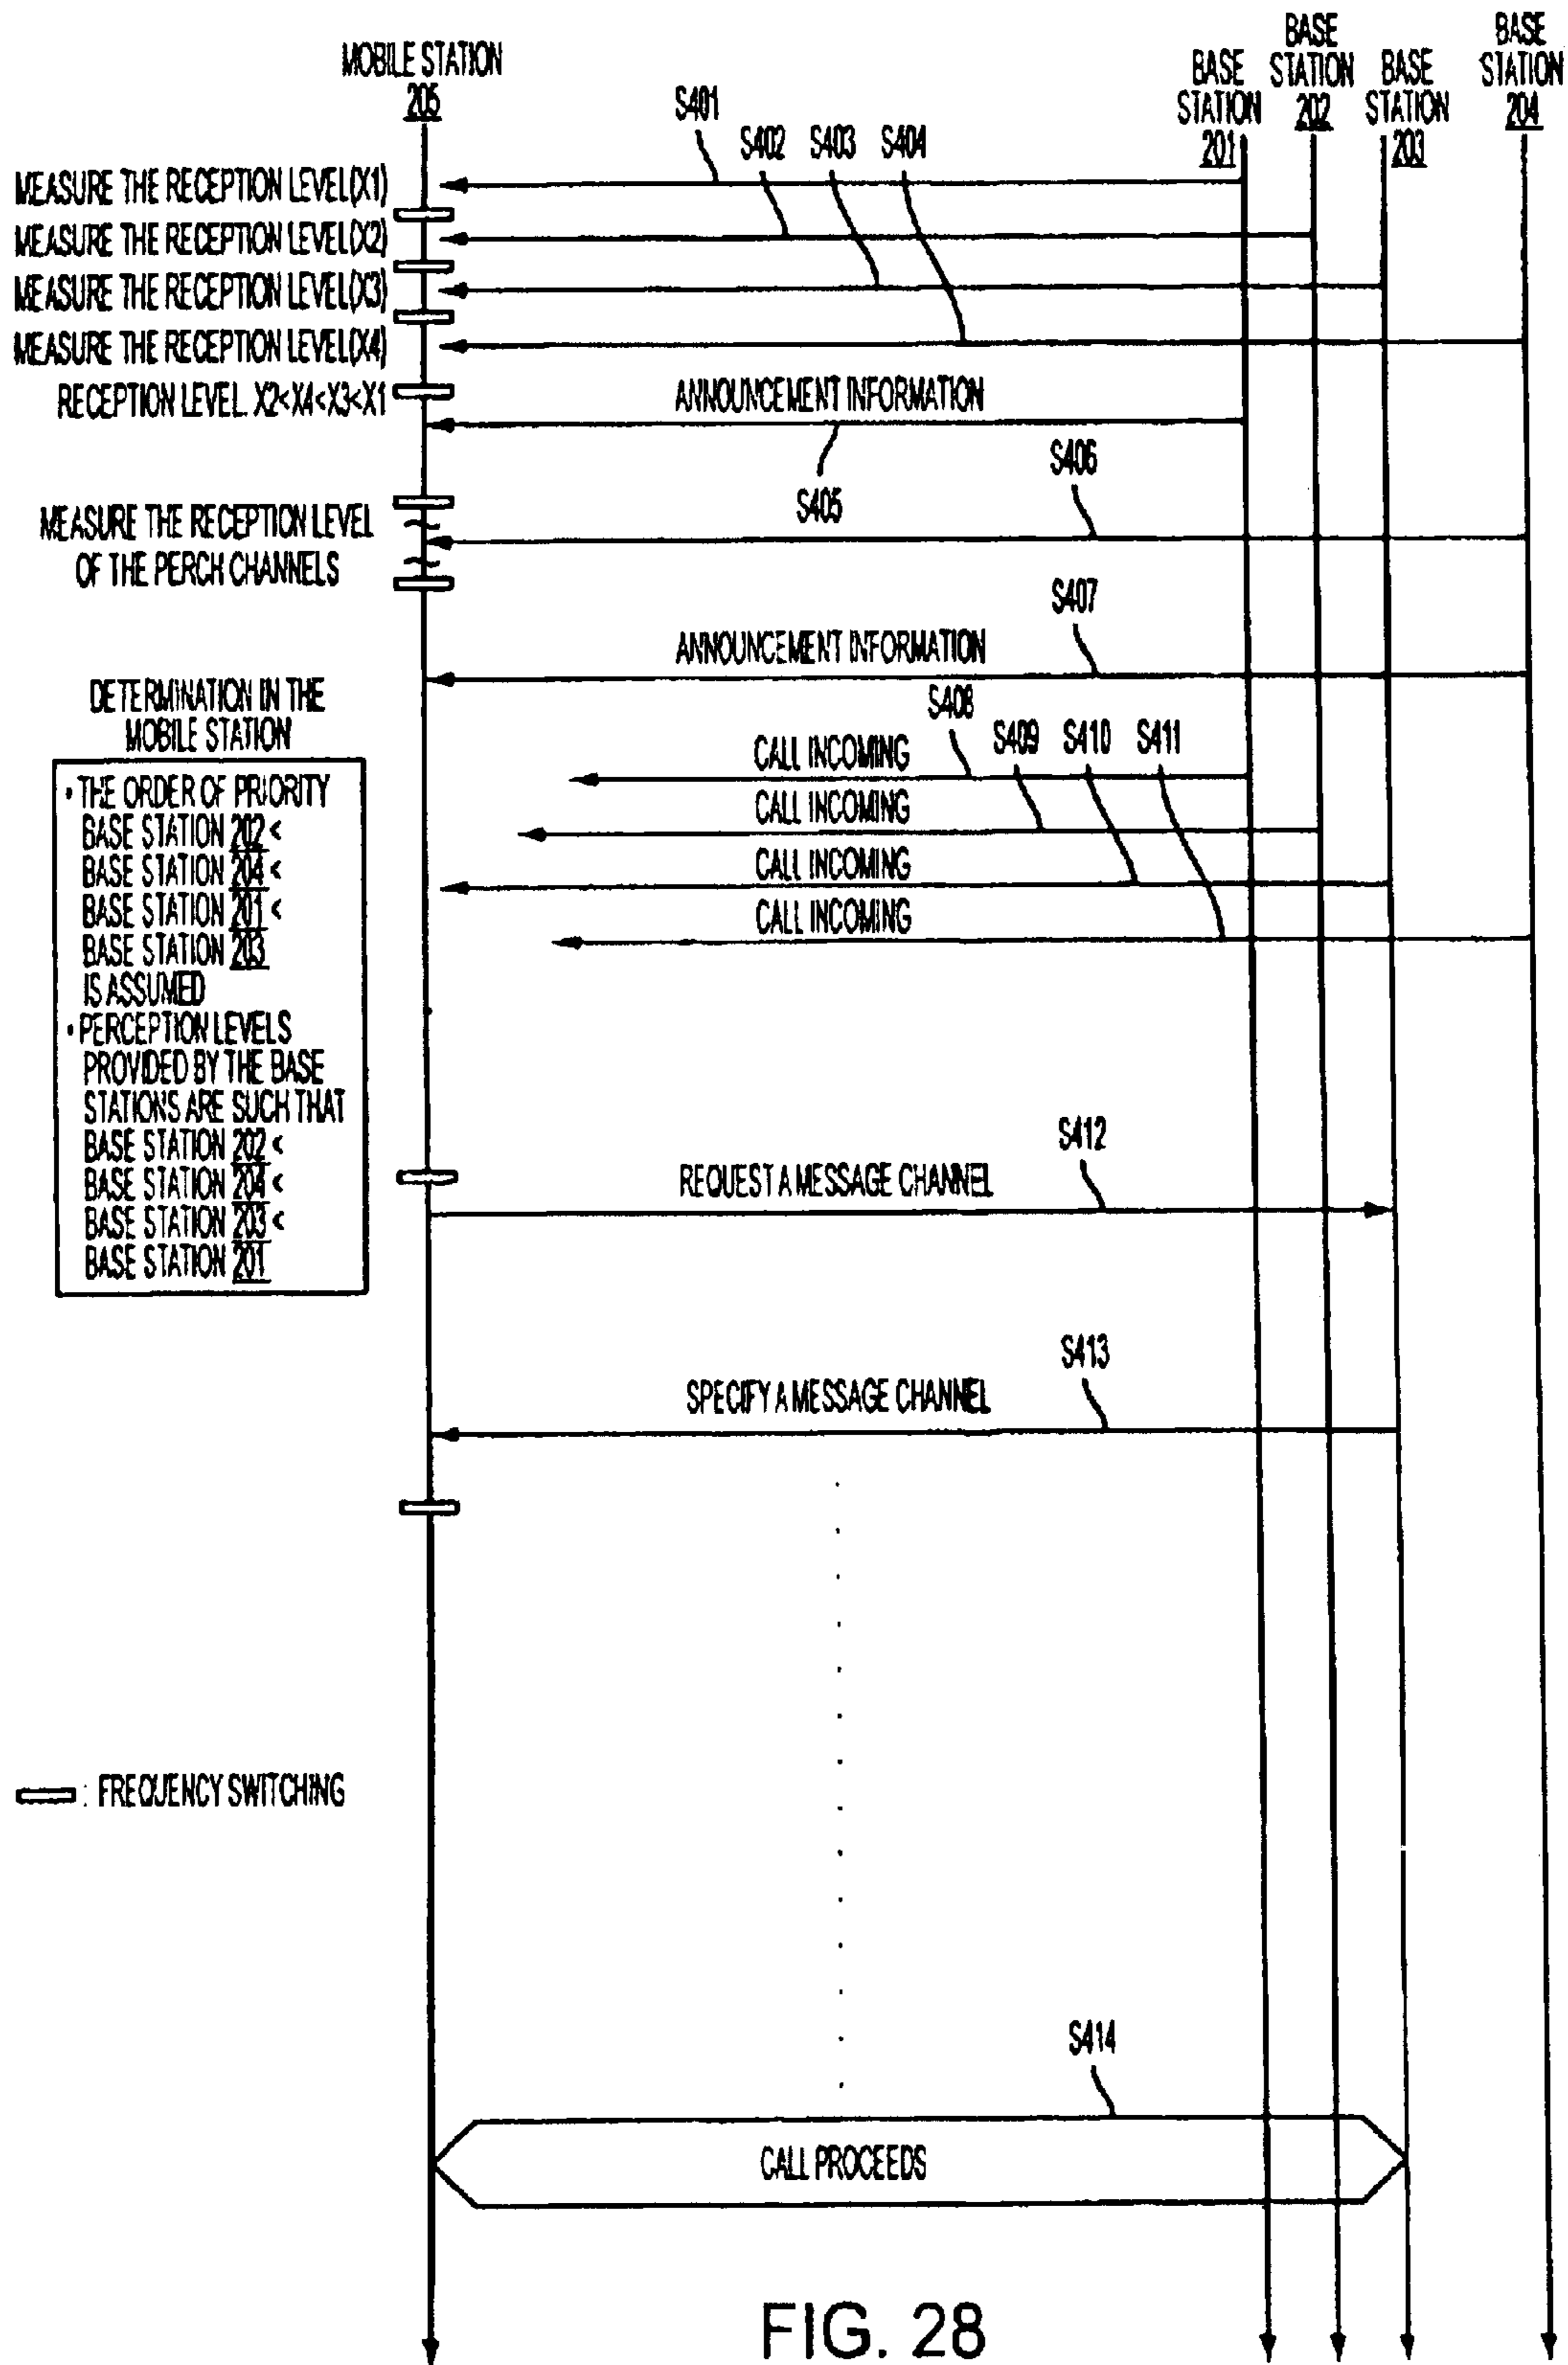 MOBILE STATION
205
BASE
STATION
201
BASE
STATION
202
BASE
STATION
203
BASE
STATION
204
S401
S402
S403
S404
MEASURE THE RECEPTION LEVEL(X1)
MEASURE THE RECEPTION LEVEL(X2)
MEASURE THE RECEPTION LEVEL(X3)
MEASURE THE RECEPTION LEVEL(X4)
RECEPTION LEVEL. X2<X4<X3<X1
ANNOUNCEMENT INFORMATION
S405
S406
MEASURE THE RECEPTION LEVEL
OF THE PERCH CHANNELS
S407
ANNOUNCEMENT INFORMATION
DETERMINATION IN THE
MOBILE STATION
• THE ORDER OF PRIORITY
BASE STATION 202 <
BASE STATION 204 <
BASE STATION 201 <
BASE STATION 203
IS ASSUMED
• PERCEPTION LEVELS
PROVIDED BY THE BASE
STATIONS ARE SUCH THAT
BASE STATION 202 <
BASE STATION 204 <
BASE STATION 203 <
BASE STATION 201
S408
S409
S410
S411
CALL INCOMING
CALL INCOMING
CALL INCOMING
CALL INCOMING
S412
REQUEST A MESSAGE CHANNEL
S413
SPECIFY A MESSAGE CHANNEL
: FREQUENCY SWITCHING
S414
CALL PROCEEDS
FIG. 28